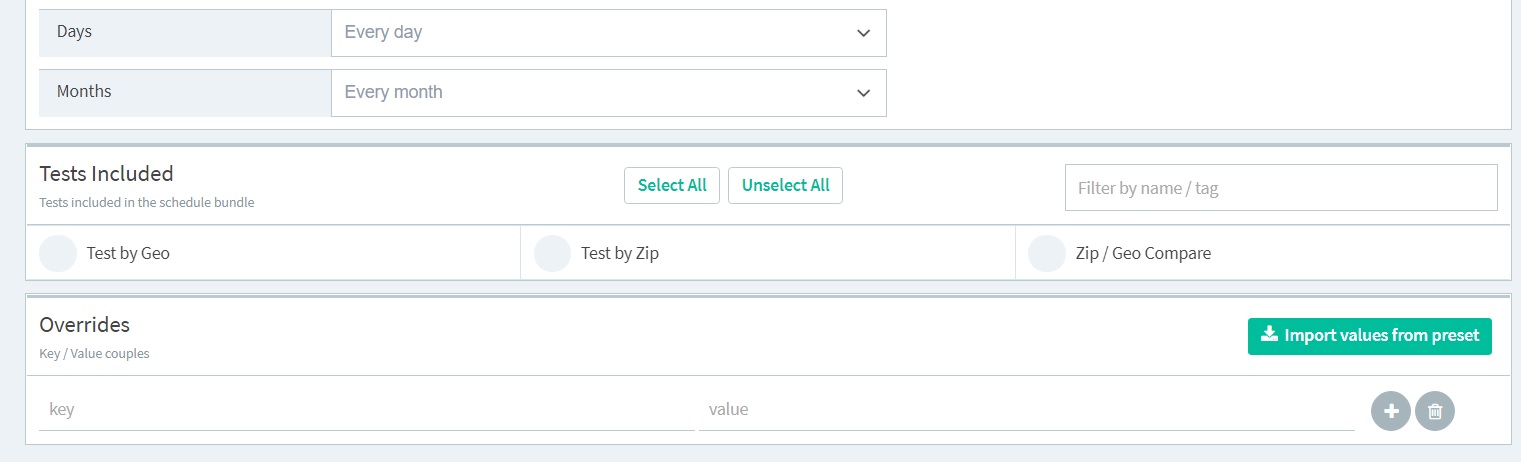 Days Every day
Months Every month
Tests Included
Tests included in the schedule bundle
Select All Unselect All
Filter by name / tag
Test by Geo Test by Zip Zip / Geo Compare
Overrides
Key / Value couples
Import values from preset
key value